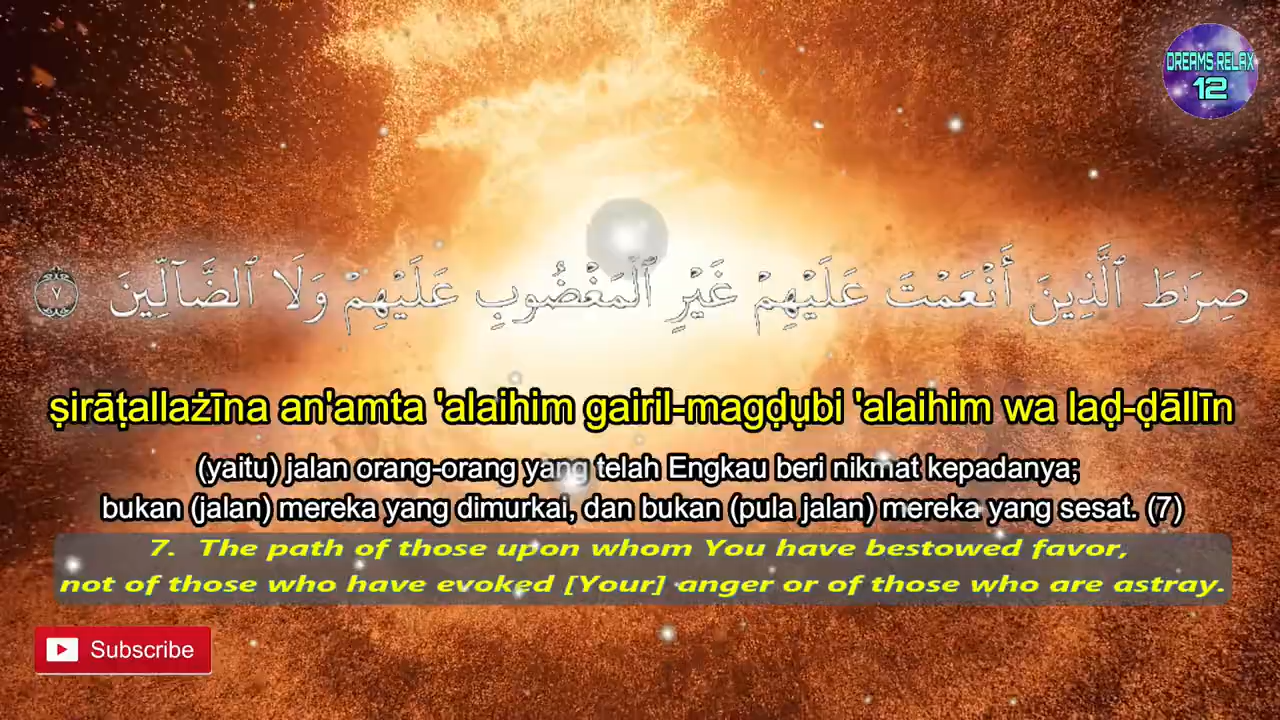 DREAMS RELAX
12
صِرَٰطَ ٱلَّذِينَ أَنْعَمْتَ عَلَيْهِمْ غَيْرِ ٱلْمَغْضُوبِ عَلَيْهِمْ وَلَا ٱلضَّآلِّينَ ٧
ṣirāṭallażīna an'amta 'alaihim gairil-magḍụbi 'alaihim wa laḍ-ḍāllīn
(yaitu) jalan orang-orang yang telah Engkau beri nikmat kepadanya;
bukan (jalan) mereka yang dimurkai, dan bukan (pula jalan) mereka yang sesat. (7)
7. The path of those upon whom You have bestowed favor,
not of those who have evoked [Your] anger or of those who are astray.
Subscribe